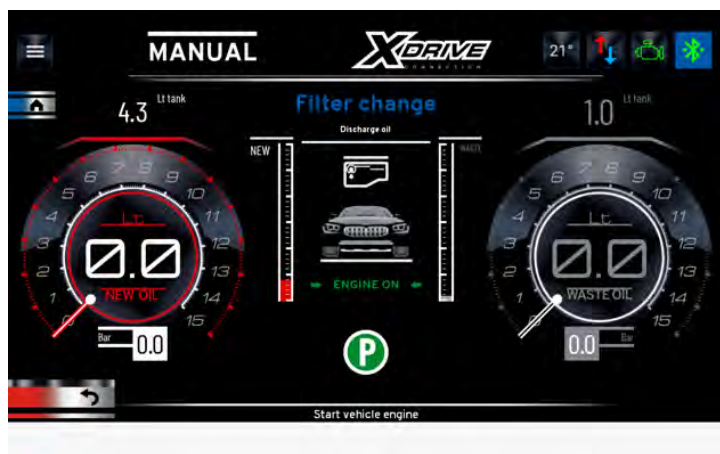 MANUAL
XDRIVE
CONNECTION
21°
4.3 Lt tank
Filter change
1.0 Lt tank
Discharge oil
NEW
WASTE
0 1 2 3 4 5 6 7 8 9 10 11 12 13 14 15
Lt
0.0
NEW OIL
Bar 0.0
ENGINE ON
P
0 1 2 3 4 5 6 7 8 9 10 11 12 13 14 15
Lt
0.0
WASTE OIL
0.0 Bar
Start vehicle engine